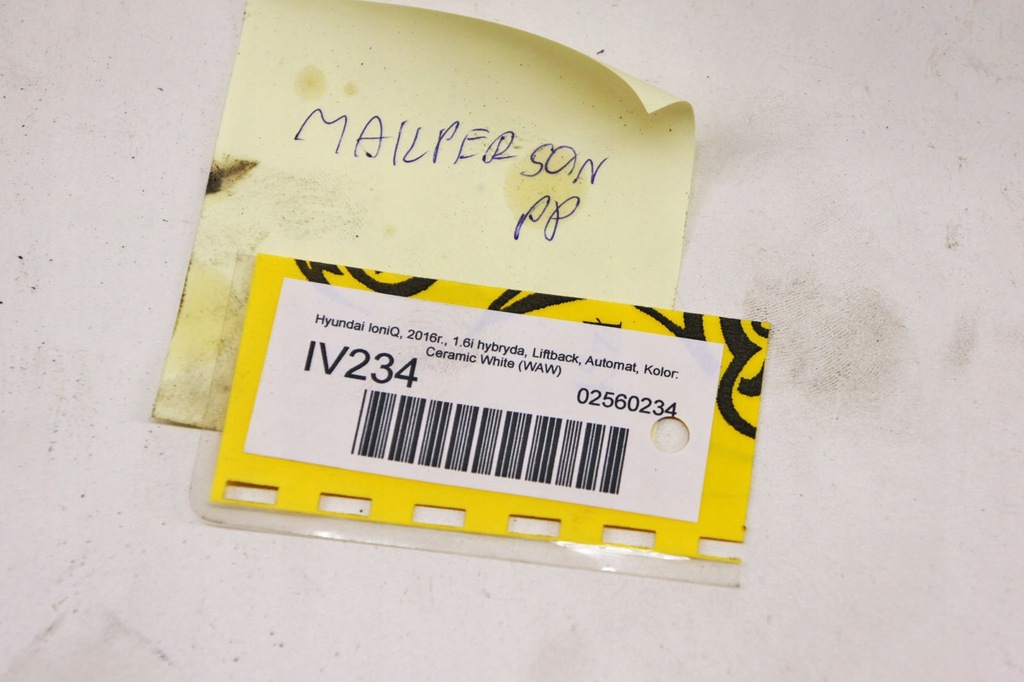 MAILPERSON
PP
Hyundai IoniQ, 2016r., 1.6i hybryda, Liftback, Automat, Kolor:
Ceramic White (WAW)
IV234
02560234